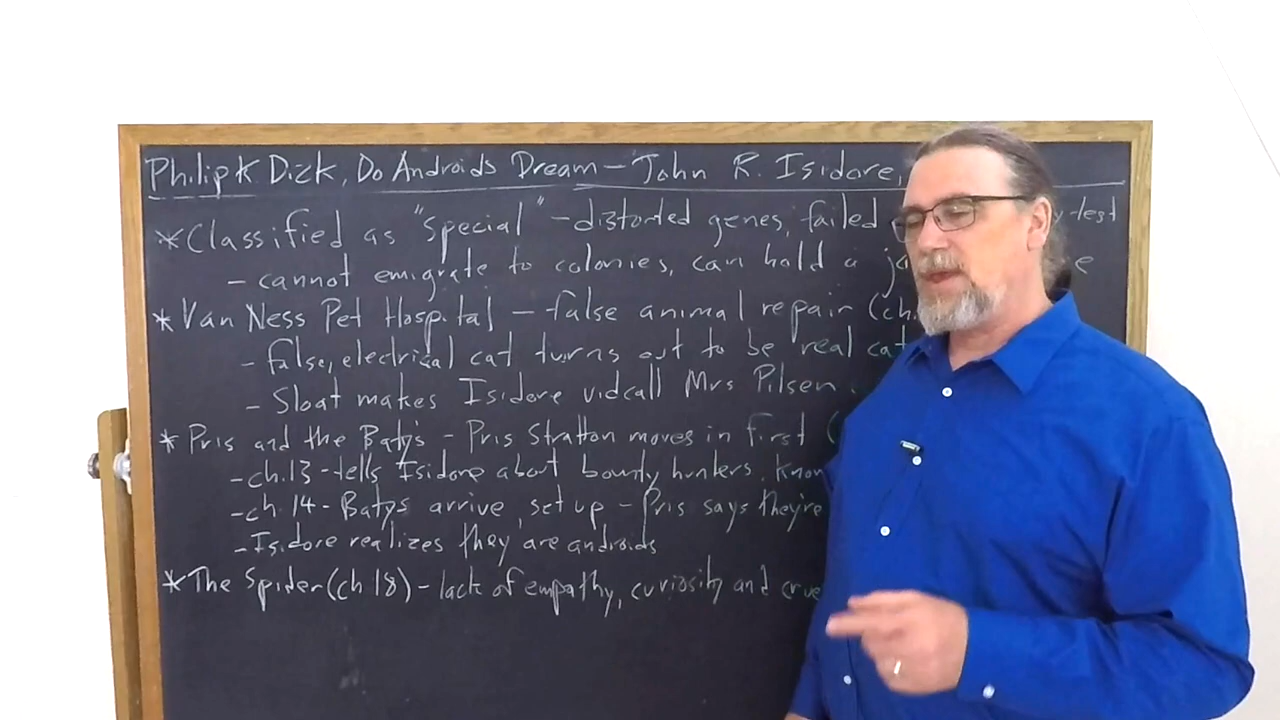 Philip K. Dick, Do Androids Dream - John R. Isidore,
* Classified as "special" - distorted genes, failed y-test
- cannot emigrate to colonies, can hold a
* Van Ness Pet Hospital - false animal repair (ch.
- false, electrical cat turns out to be real cat
- Sloat makes Isidore vidcall Mrs Pilsen.
* Pris and the Batys - Pris Stratton moves in first (
- ch.13 - tells Isidore about bounty hunters. Know
- ch 14 - Batys arrive, set up - Pris says they're
- Isidore realizes they are androids
* The Spider (ch 18) - lack of empathy, curiosity and